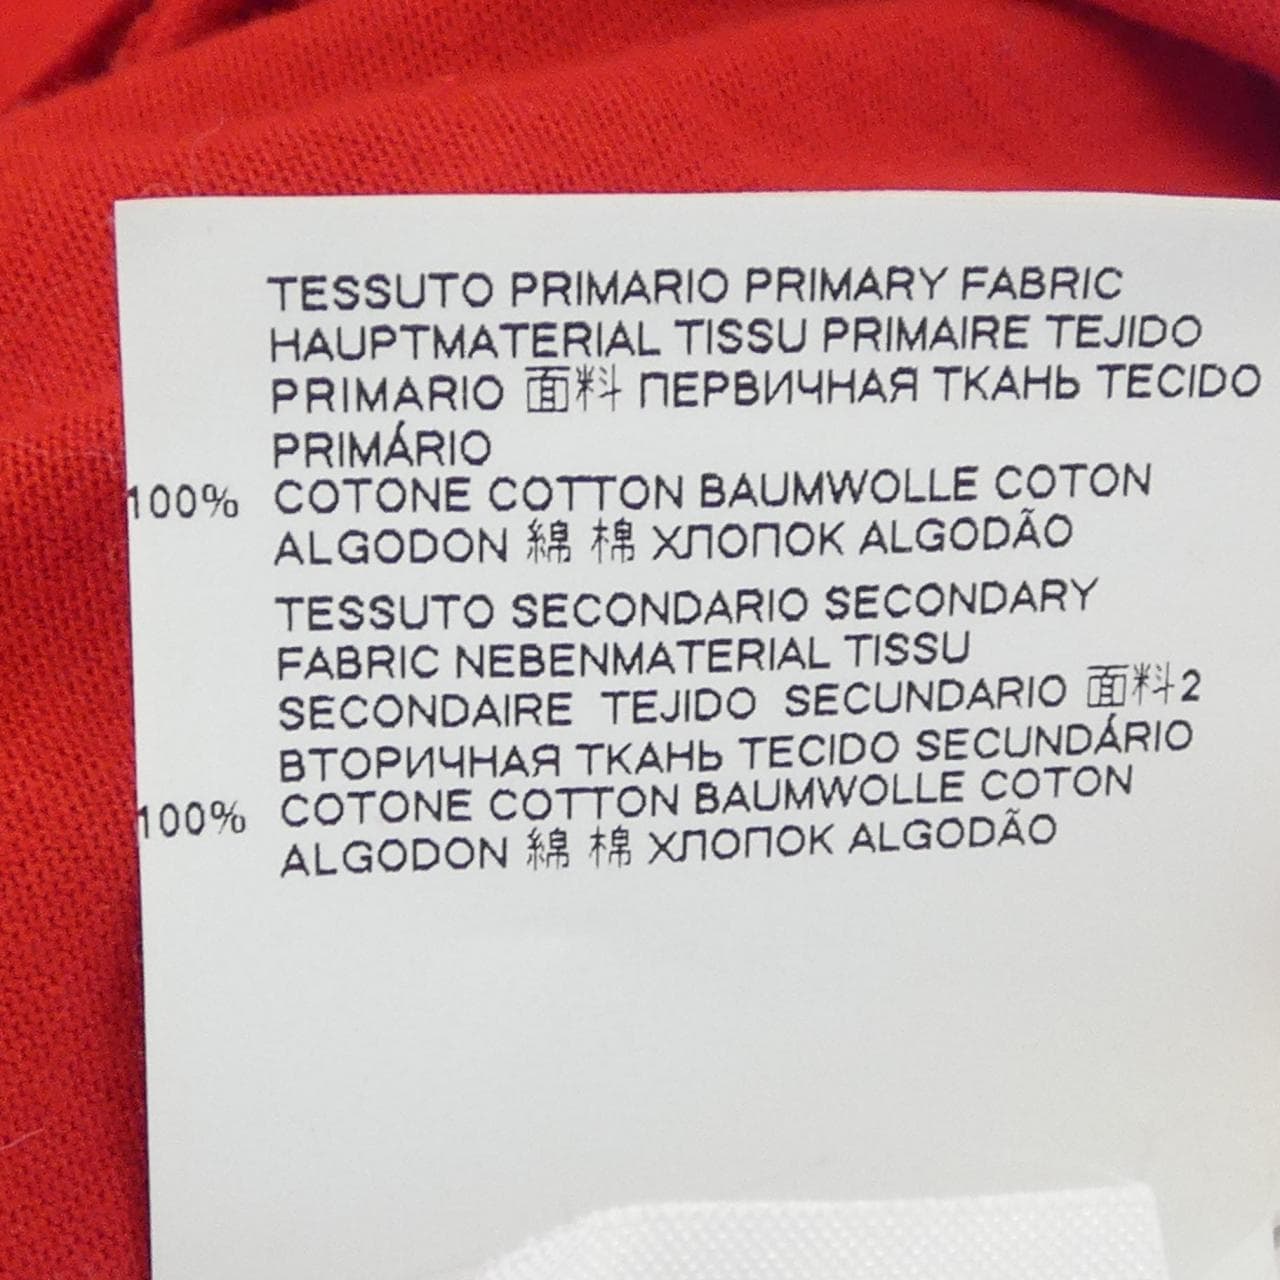 TESSUTO PRIMARIO PRIMARY FABRIC
HAUPTMATERIAL TISSU PRIMAIRE TEJIDO
PRIMARIO 面料 ПЕРВИЧНАЯ ТКАНЬ TECIDO
PRIMÁRIO
100% COTONE COTTON BAUMWOLLE COTON
ALGODON 綿 棉 ХЛОПОК ALGODÃO
TESSUTO SECONDARIO SECONDARY
FABRIC NEBENMATERIAL TISSU
SECONDAIRE TEJIDO SECUNDARIO 面料2
ВТОРИЧНАЯ ТКАНЬ TECIDO SECUNDÁRIO
100% COTONE COTTON BAUMWOLLE COTON
ALGODON 綿 棉 ХЛОПОК ALGODÃO